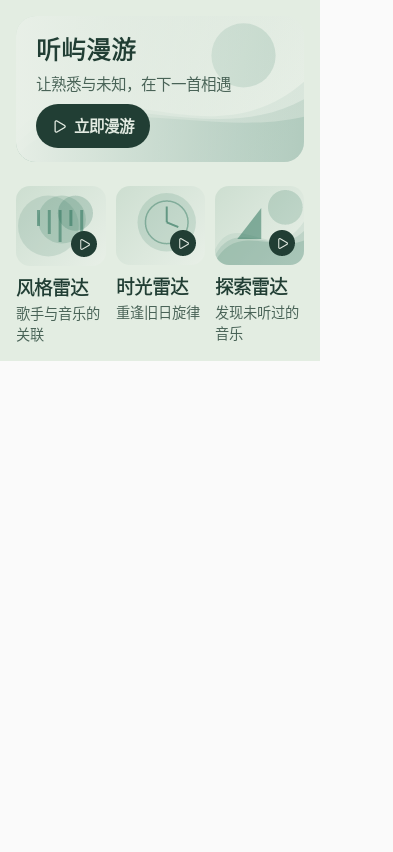 听屿漫游
让熟悉与未知，在下一首相遇
立即漫游
风格雷达
歌手与音乐的
关联
时光雷达
重逢旧日旋律
探索雷达
发现未听过的
音乐